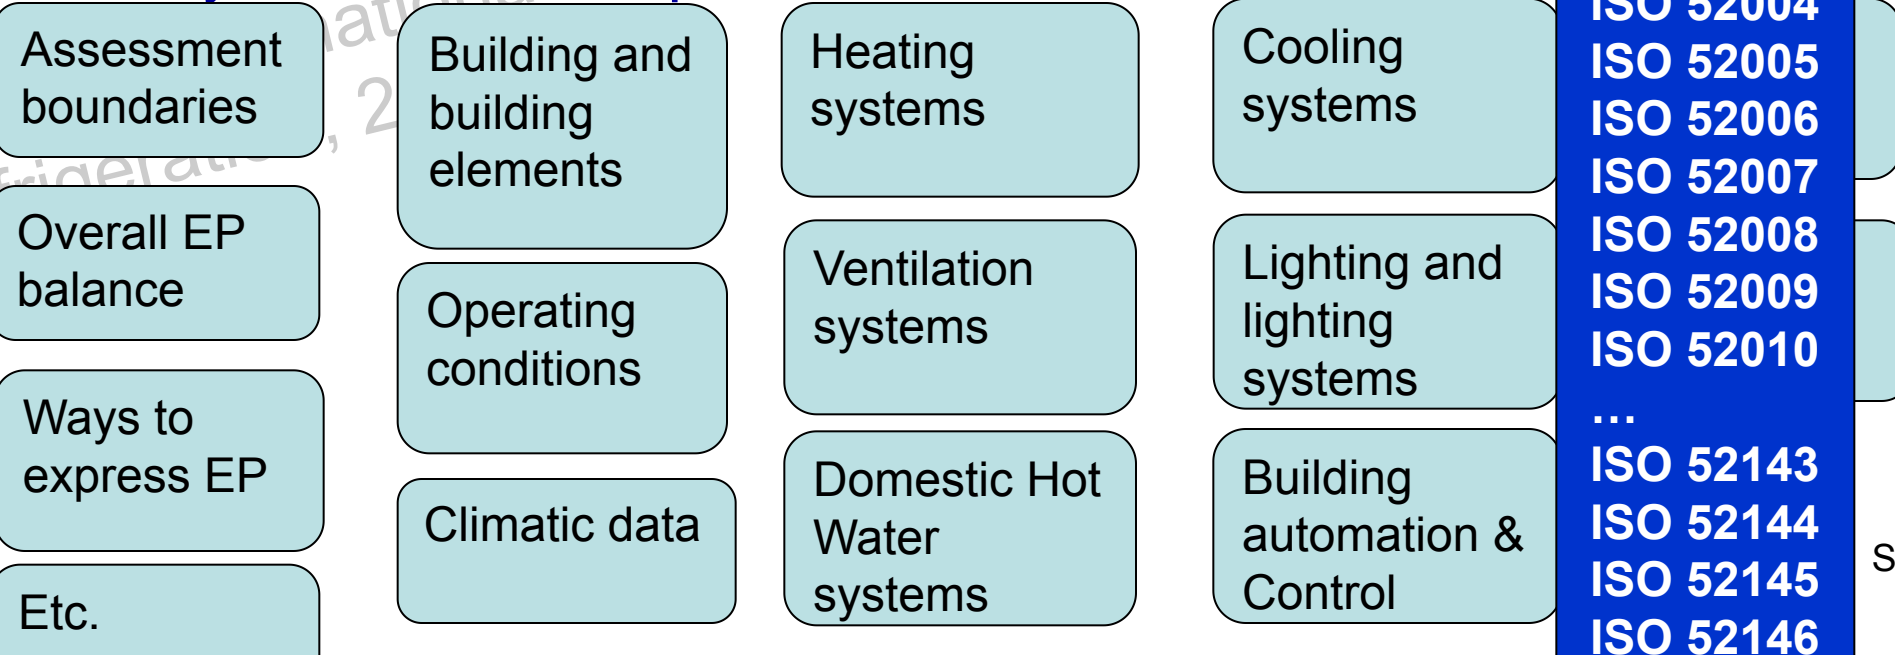 Assessment
boundaries
Overall EP
balance
Ways to
express EP
Etc.
Building and
building
elements
Operating
conditions
Climatic data
Heating
systems
Ventilation
systems
Domestic Hot
Water
systems
Cooling
systems
Lighting and
lighting
systems
Building
automation &
Control
ISO 52004
ISO 52005
ISO 52006
ISO 52007
ISO 52008
ISO 52009
ISO 52010
...
ISO 52143
ISO 52144
ISO 52145
ISO 52146